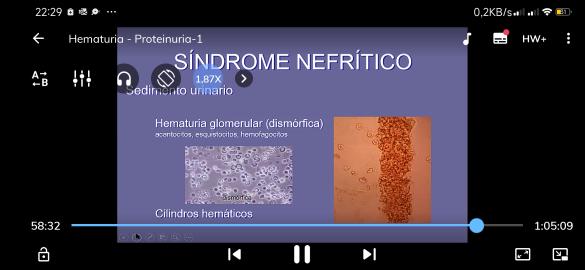 22:29 ... 0,2KB/s 51
Hematuria - Proteinuria-1 HW+
SÍNDROME NEFRÍTICO
A B 1,87X
Sedimento urinario
Hematuria glomerular (dismórfica)
acantocitos, esquistocitos, hemofagocitos
Dismórfica
Cilindros hemáticos
58:32 1:05:09